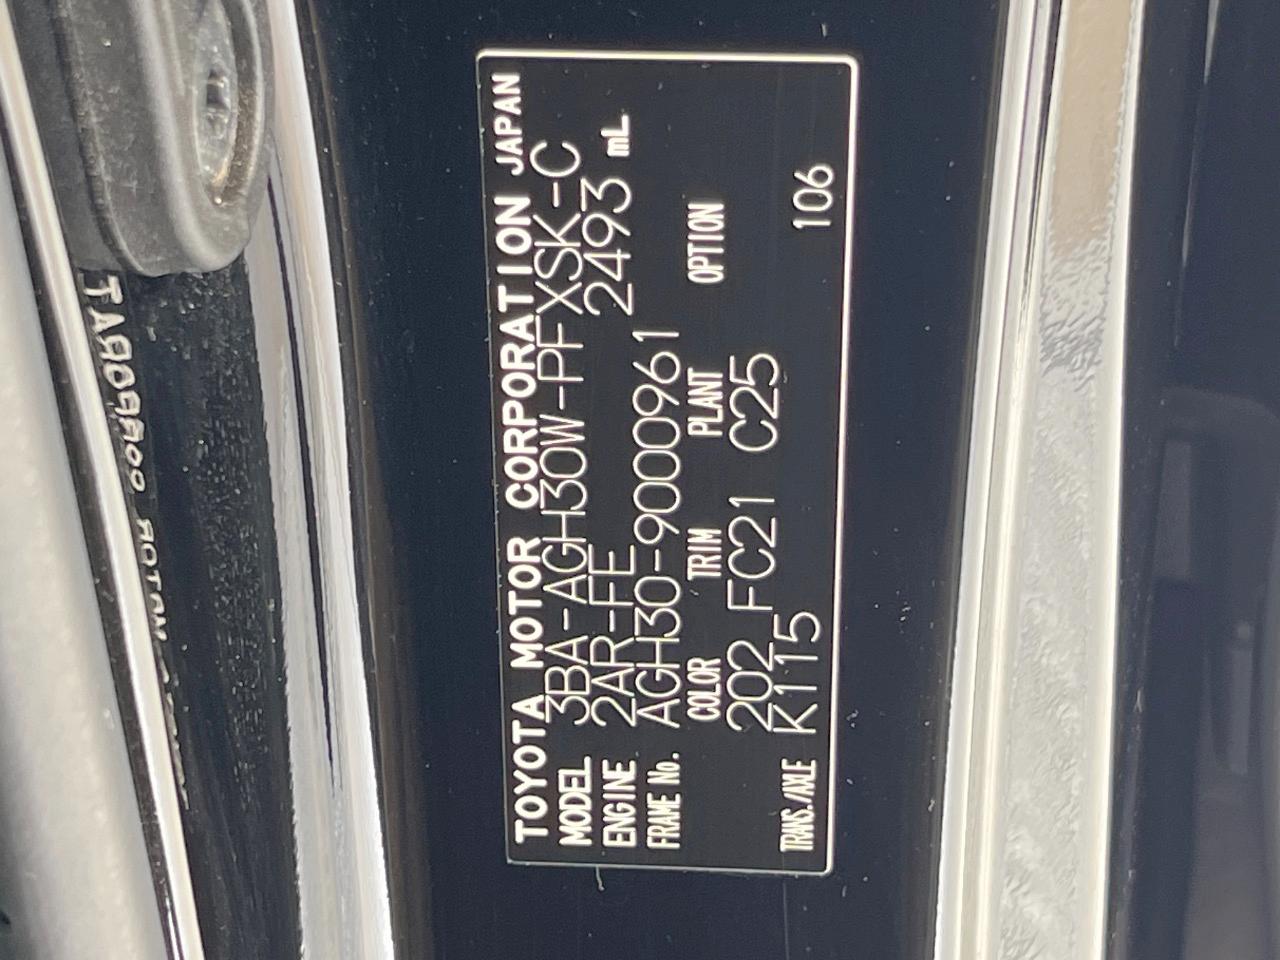 TOYOTA MOTOR CORPORATION JAPAN
MODEL 3BA-AGH30W-PFXSK-C
ENGINE 2AR-FE 2493 mL
FRAME No. AGH30-9000961
COLOR TRIM PLANT OPTION
202 FC21 C25
TRANS./AXLE K115 106